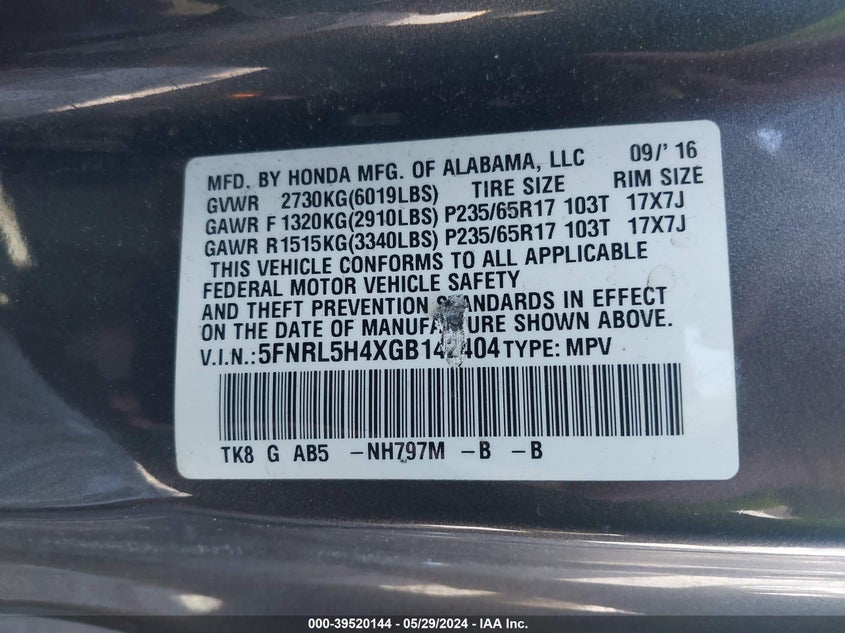 MFD. BY HONDA MFG. OF ALABAMA, LLC 09/'16
GVWR 2730KG(6019LBS) TIRE SIZE RIM SIZE
GAWR F 1320KG(2910LBS) P235/65R17 103T 17X7J
GAWR R1515KG(3340LBS) P235/65R17 103T 17X7J
THIS VEHICLE CONFORMS TO ALL APPLICABLE
FEDERAL MOTOR VEHICLE SAFETY
AND THEFT PREVENTION STANDARDS IN EFFECT
ON THE DATE OF MANUFACTURE SHOWN ABOVE.
V.I.N.: TYPE: MPV
TK8 G AB5 -NH797M -B -B
000-39520144 - 05/29/2024 - IAA Inc.